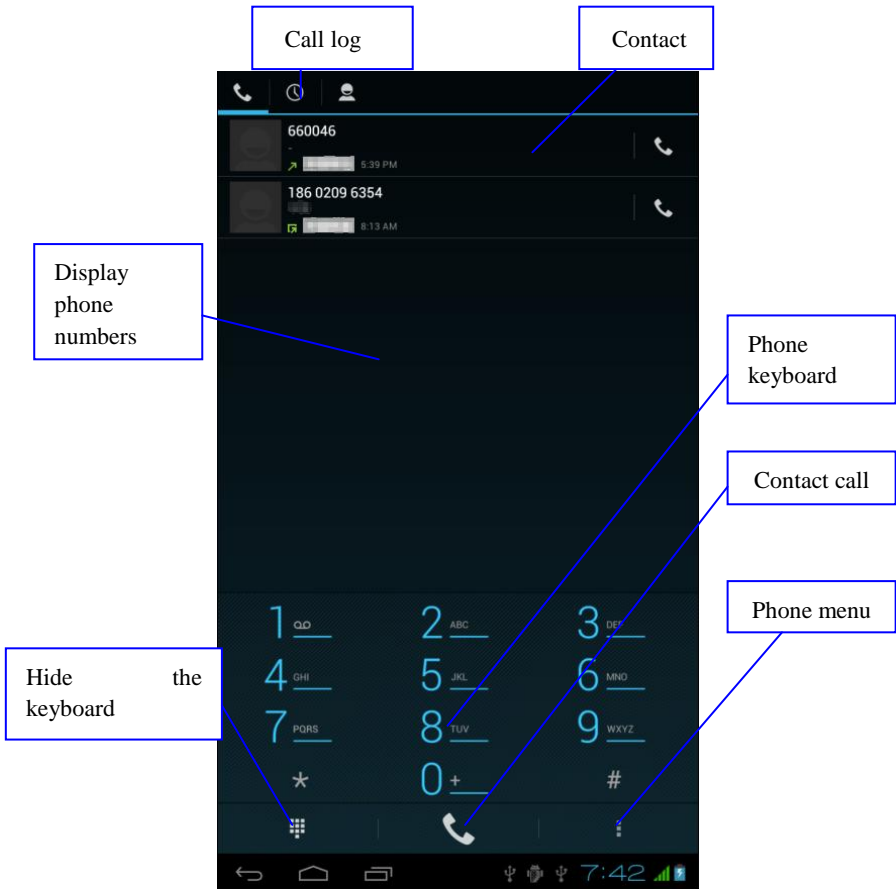 Call log
Contact
660046
-
5:39 PM
186 0209 6354
8:13 AM
Display
phone
numbers
Phone
keyboard
Contact call
Phone menu
Hide the
keyboard
1
2 ABC
3 DEF
4 GHI
5 JKL
6 MNO
7 PQRS
8 TUV
9 WXYZ
*
0 +
#
7:42